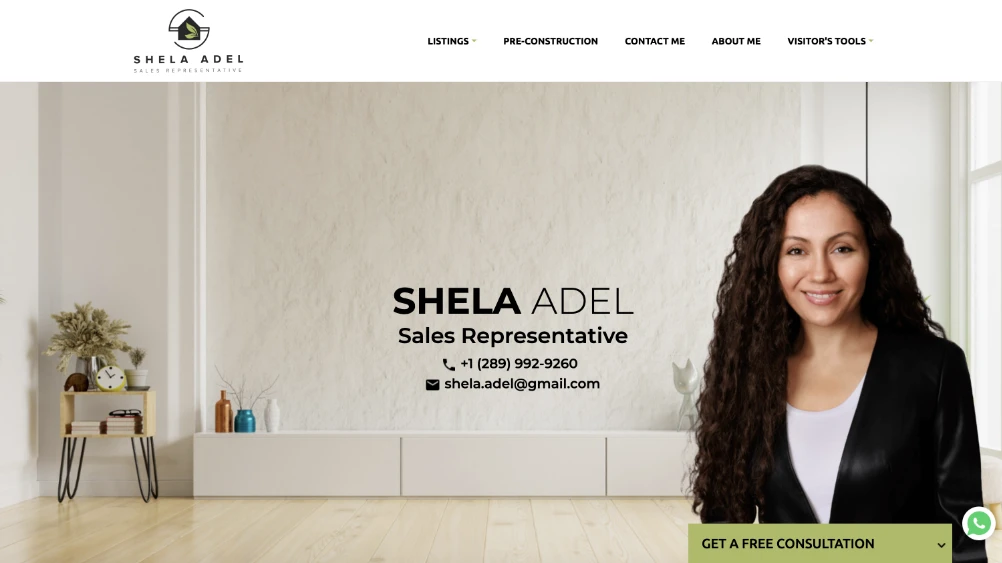 SHELA ADEL
SALES REPRESENTATIVE
LISTINGS
PRE-CONSTRUCTION
CONTACT ME
ABOUT ME
VISITOR'S TOOLS
SHELA ADEL
Sales Representative
+1 (289) 992-9260
shela.adel@gmail.com
GET A FREE CONSULTATION